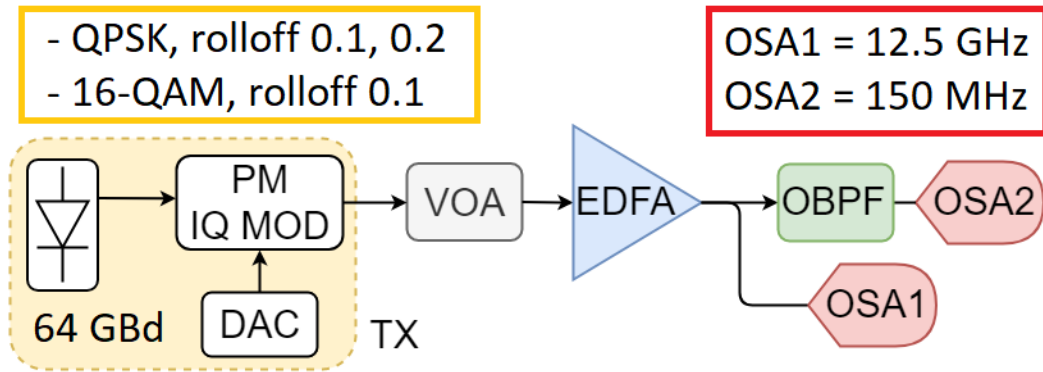 - QPSK, rolloff 0.1, 0.2
- 16-QAM, rolloff 0.1
OSA1 = 12.5 GHz
OSA2 = 150 MHz
PM
IQ MOD
VOA
EDFA
OBPF
OSA2
OSA1
64 GBd
DAC
TX